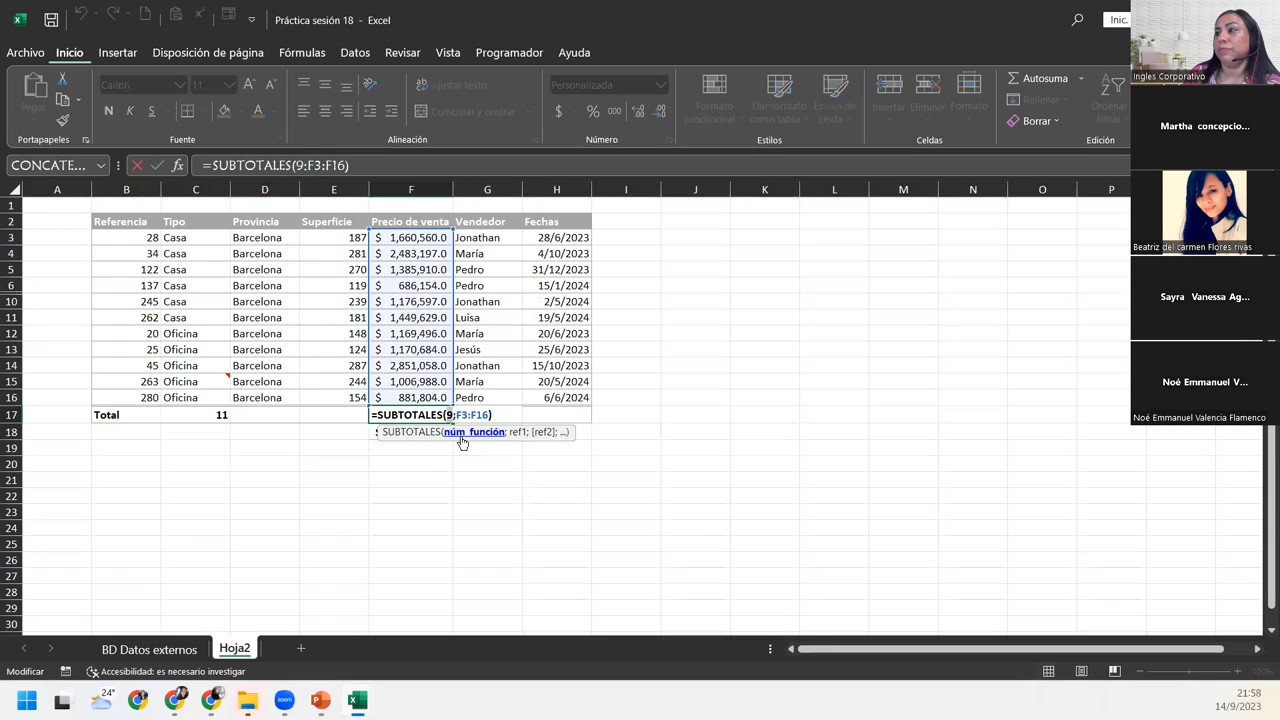 Práctica sesión 18 - Excel
Inic.
Archivo Inicio Insertar Disposición de página Fórmulas Datos Revisar Vista Programador Ayuda
Pegar
Portapapeles
Calibri 11
N K S
Fuente
Combinar y centrar
Alineación
Personalizada
$ % 000
Número
Formato condicional
Dar formato como tabla
Estilos de celda
Estilos
Insertar Eliminar Formato
Celdas
Autosuma
Rellenar
Borrar
Ordenar
filtrar
Edición
CONCATE... =SUBTOTALES(9;F3:F16)
A B C D E F G H I J K L M N O P
1
2 Referencia Tipo Provincia Superficie Precio de venta Vendedor Fechas
3 28 Casa Barcelona 187 $ 1,660,560.0 Jonathan 28/6/2023
4 34 Casa Barcelona 281 $ 2,483,197.0 María 4/10/2023
5 122 Casa Barcelona 270 $ 1,385,910.0 Pedro 31/12/2023
6 137 Casa Barcelona 119 $ 686,154.0 Pedro 15/1/2024
10 245 Casa Barcelona 239 $ 1,176,597.0 Jonathan 2/5/2024
11 262 Casa Barcelona 181 $ 1,449,629.0 Luisa 19/5/2024
12 20 Oficina Barcelona 148 $ 1,169,496.0 María 20/6/2023
13 25 Oficina Barcelona 124 $ 1,170,684.0 Jesús 25/6/2023
14 45 Oficina Barcelona 287 $ 2,851,058.0 Jonathan 15/10/2023
15 263 Oficina Barcelona 244 $ 1,006,988.0 María 20/5/2024
16 280 Oficina Barcelona 154 $ 881,804.0 Pedro 6/6/2024
17 Total 11 =SUBTOTALES(9;F3:F16)
18 SUBTOTALES(núm_función; ref1; [ref2]; ...)
19
20
21
22
23
24
25
26
27
28
29
30
Ingles Corporativo
Martha concepcio...
Beatriz del carmen Flores rivas
Sayra Vanessa Ag...
Noé Emmanuel V...
Noé Emmanuel Valencia Flamenco
BD Datos externos Hoja2
Modificar Accesibilidad: es necesario investigar
100%
24°
zoom
21:58
14/9/2023